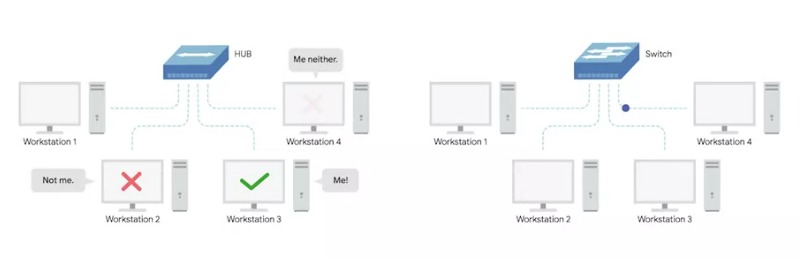 HUB
Me neither.
Workstation 1
Workstation 4
Not me.
Me!
Workstation 2
Workstation 3
Switch
Workstation 1
Workstation 4
Workstation 2
Workstation 3